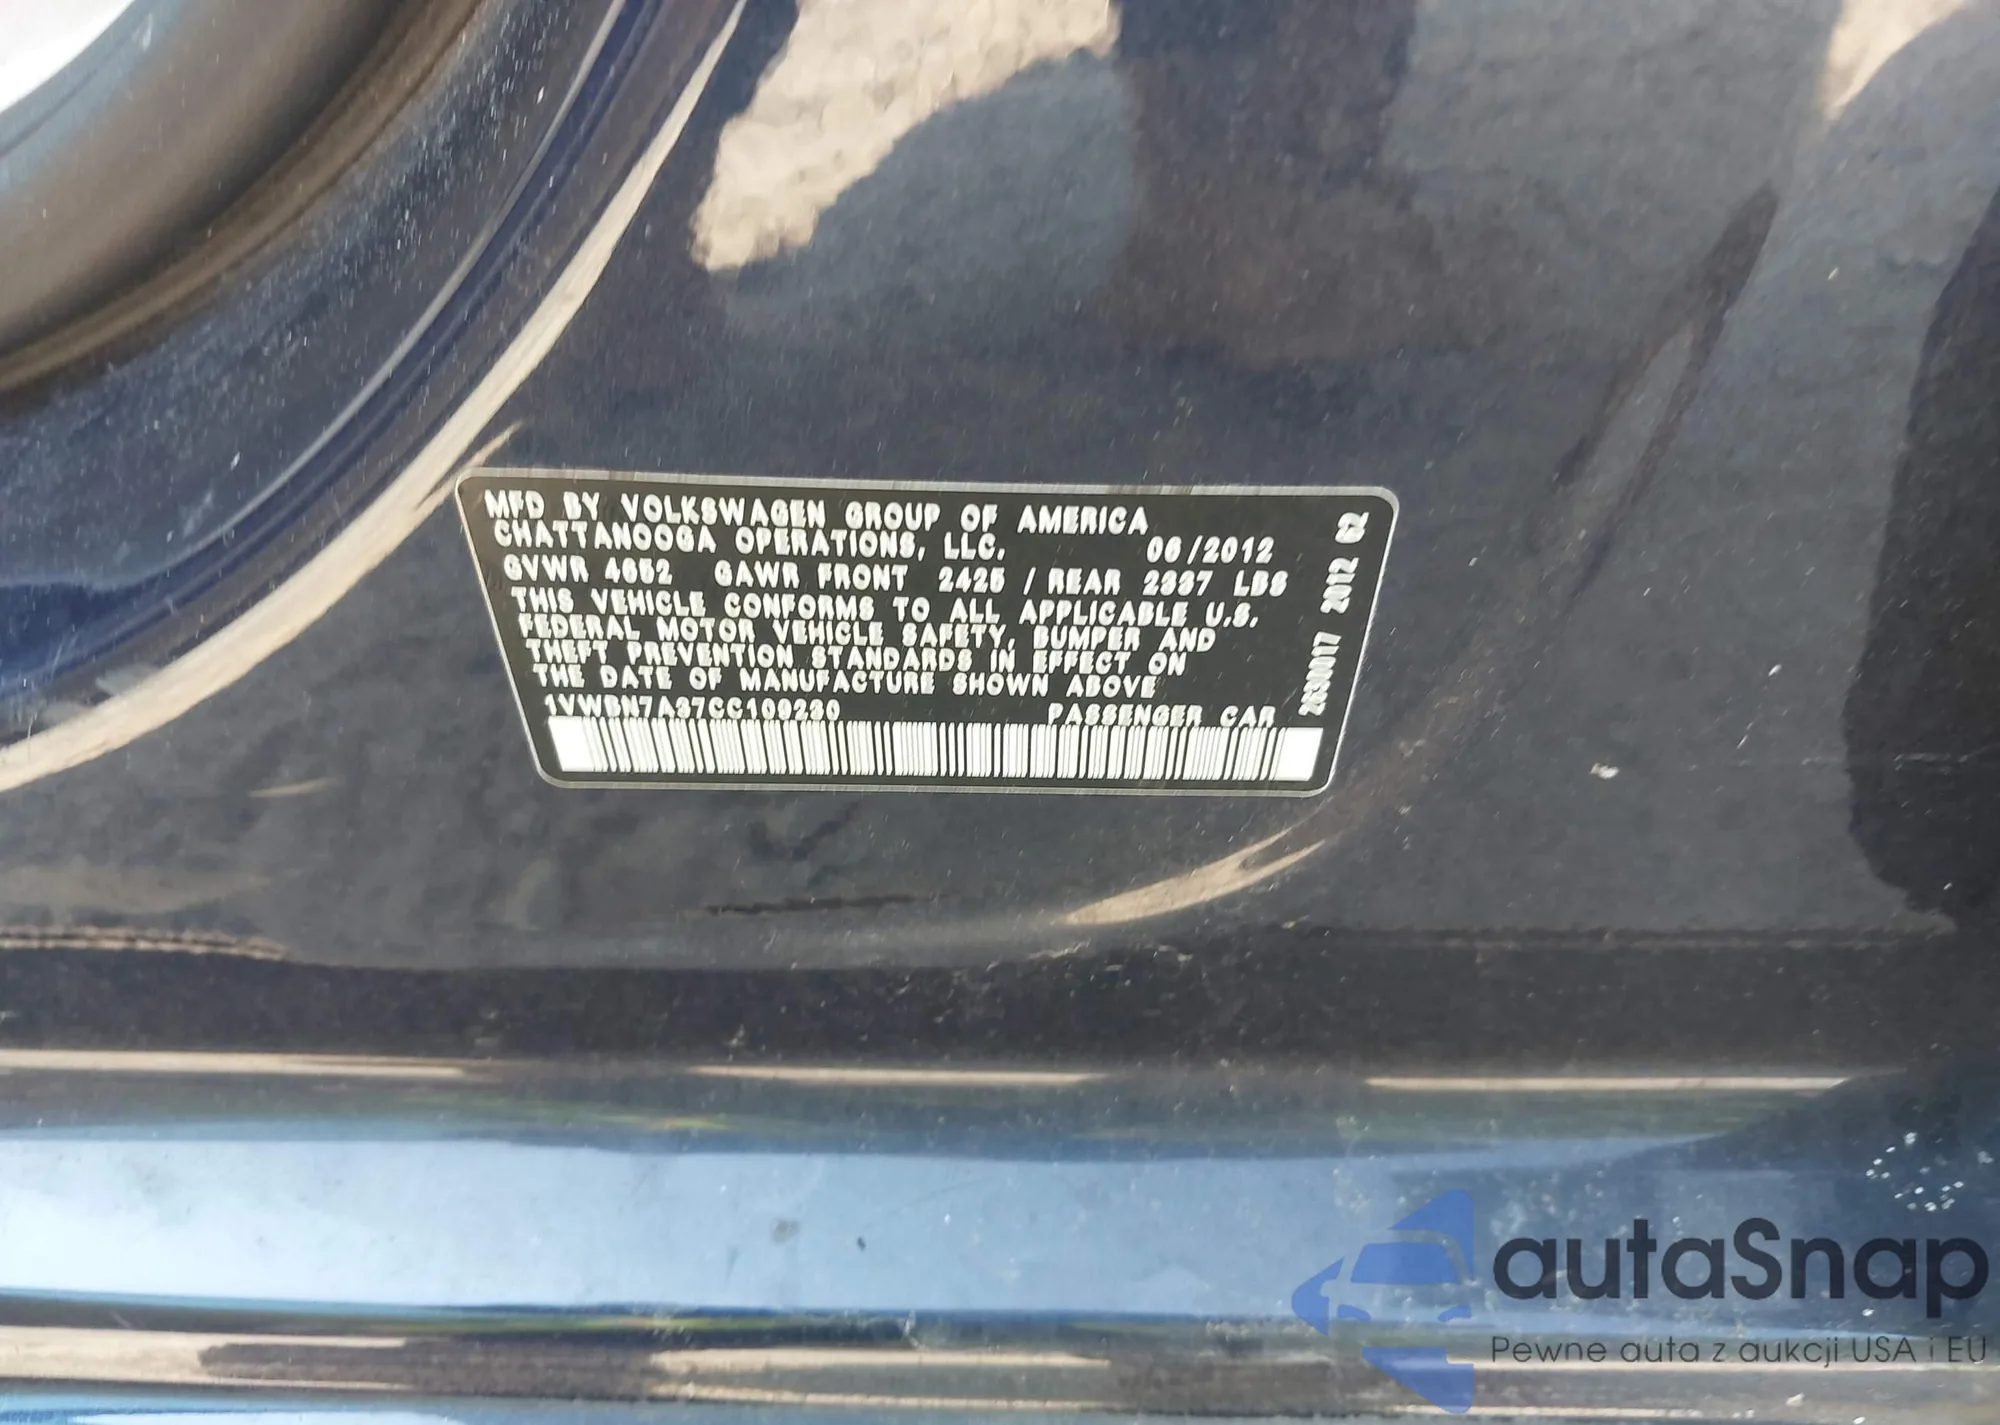 MFD BY VOLKSWAGEN GROUP OF AMERICA
CHATTANOOGA OPERATIONS, LLC. 06/2012
GVWR 4652 GAWR FRONT 2425 / REAR 2337 LBS
THIS VEHICLE CONFORMS TO ALL APPLICABLE U.S.
FEDERAL MOTOR VEHICLE SAFETY, BUMPER AND
THEFT PREVENTION STANDARDS IN EFFECT ON
THE DATE OF MANUFACTURE SHOWN ABOVE
1VWBN7A37CC109230 PASSENGER CAR
26300017 2012 G2
autaSnap
Pewne auta z aukcji USA i EU